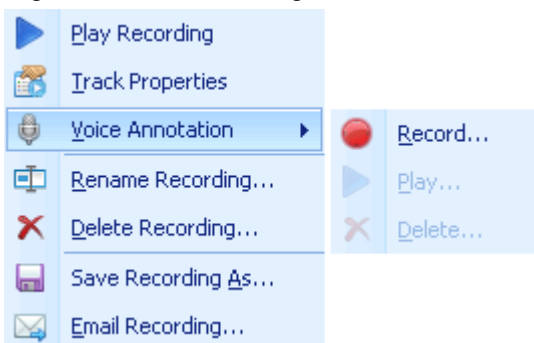 Play Recording
Track Properties
Voice Annotation
Rename Recording...
Delete Recording...
Save Recording As...
Email Recording...
Record...
Play...
Delete...